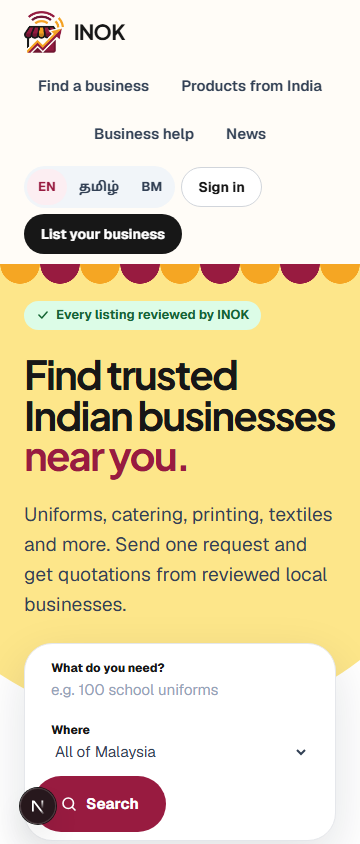 INOK
Find a business Products from India
Business help News
EN தமிழ் BM Sign in
List your business
Every listing reviewed by INOK
Find trusted
Indian businesses
near you.
Uniforms, catering, printing, textiles
and more. Send one request and
get quotations from reviewed local
businesses.
What do you need?
e.g. 100 school uniforms
Where
All of Malaysia
N Search